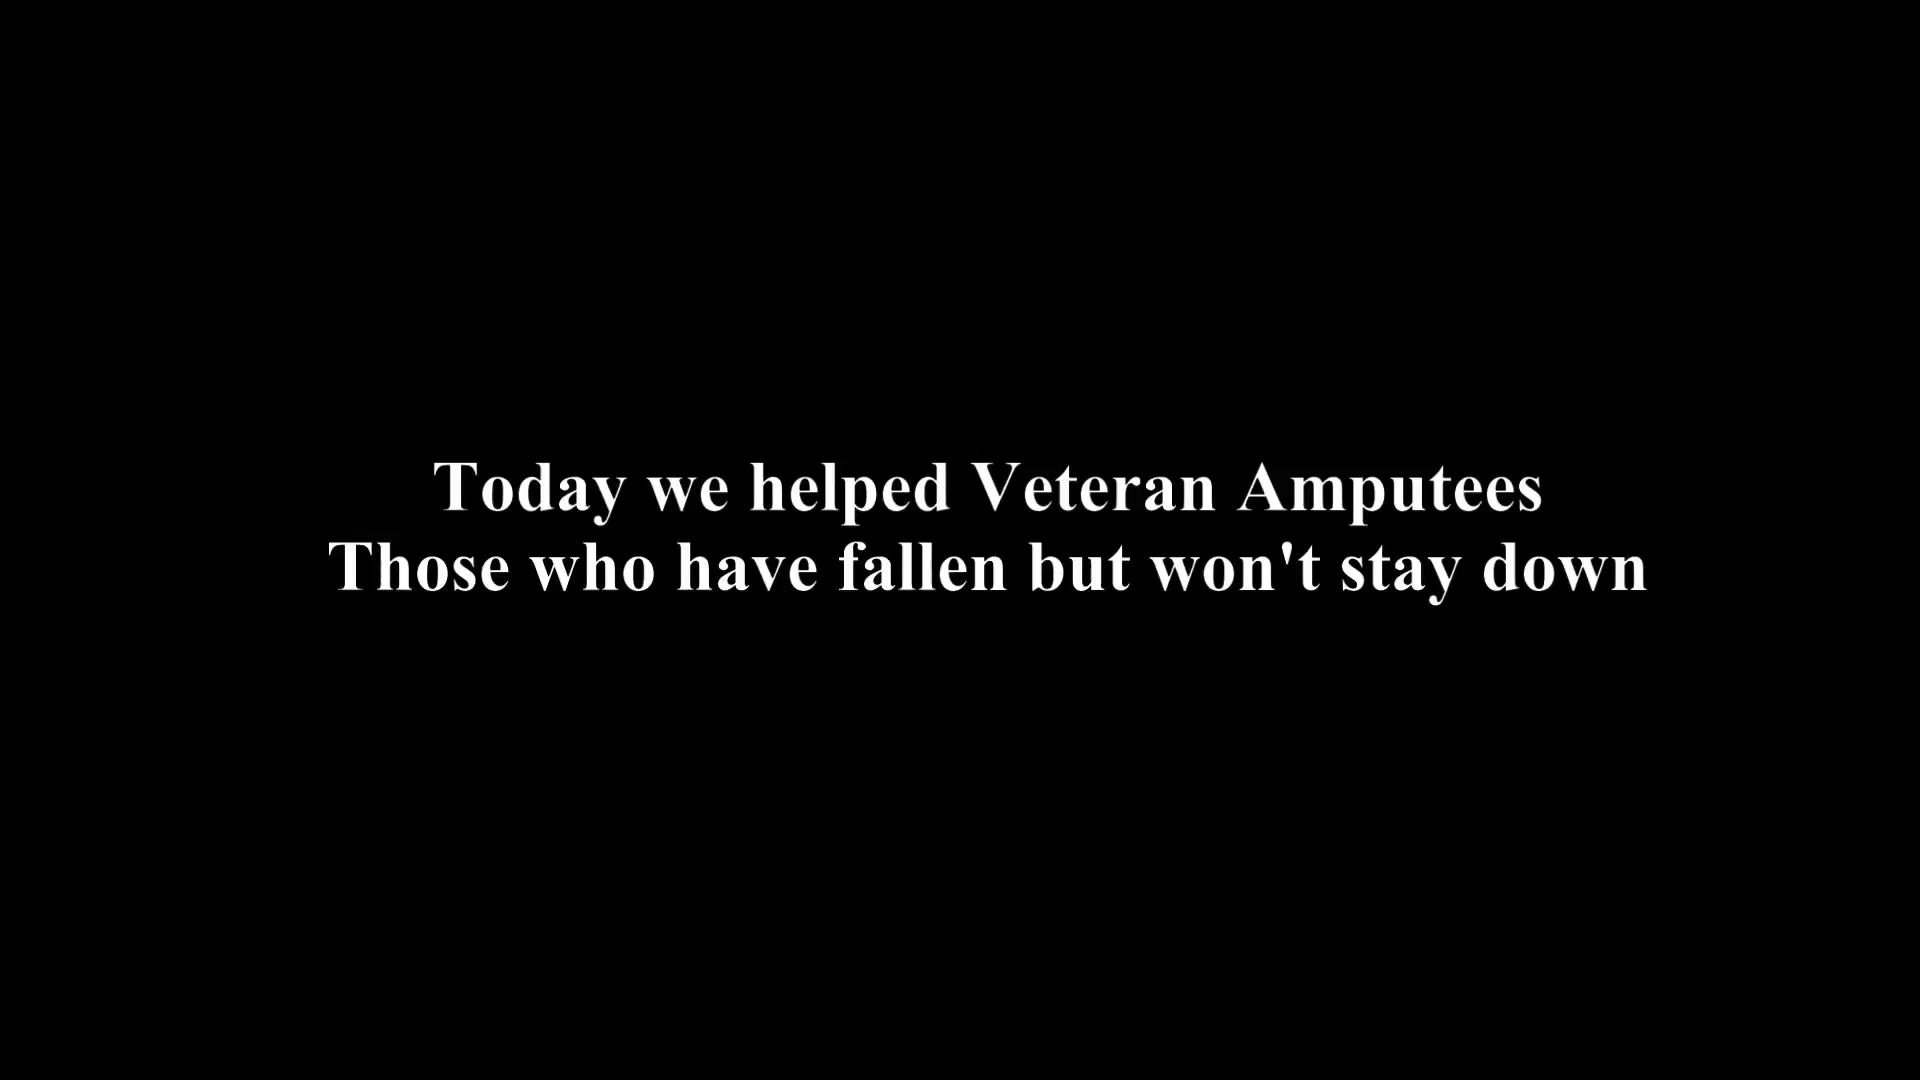 Today we helped Veteran Amputees
Those who have fallen but won't stay down